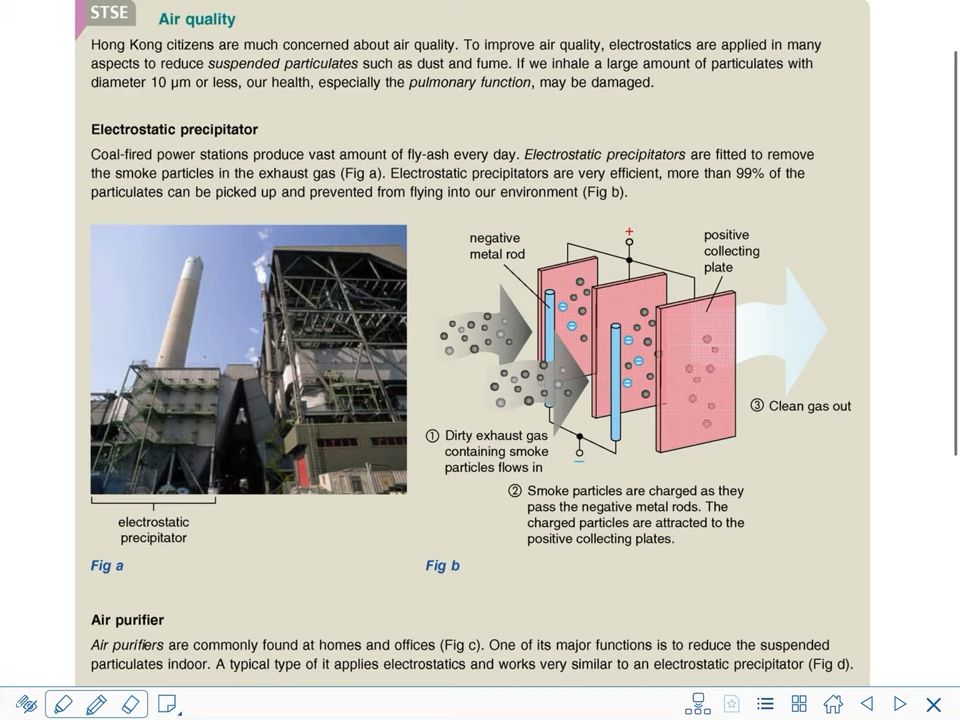 STSE
Air quality
Hong Kong citizens are much concerned about air quality. To improve air quality, electrostatics are applied in many
aspects to reduce suspended particulates such as dust and fume. If we inhale a large amount of particulates with
diameter 10 μm or less, our health, especially the pulmonary function, may be damaged.
Electrostatic precipitator
Coal-fired power stations produce vast amount of fly-ash every day. Electrostatic precipitators are fitted to remove
the smoke particles in the exhaust gas (Fig a). Electrostatic precipitators are very efficient, more than 99% of the
particulates can be picked up and prevented from flying into our environment (Fig b).
electrostatic
precipitator
Fig a
negative
metal rod
+
positive
collecting
plate
① Dirty exhaust gas
containing smoke
particles flows in
−
② Smoke particles are charged as they
pass the negative metal rods. The
charged particles are attracted to the
positive collecting plates.
③ Clean gas out
Fig b
Air purifier
Air purifiers are commonly found at homes and offices (Fig c). One of its major functions is to reduce the suspended
particulates indoor. A typical type of it applies electrostatics and works very similar to an electrostatic precipitator (Fig d).